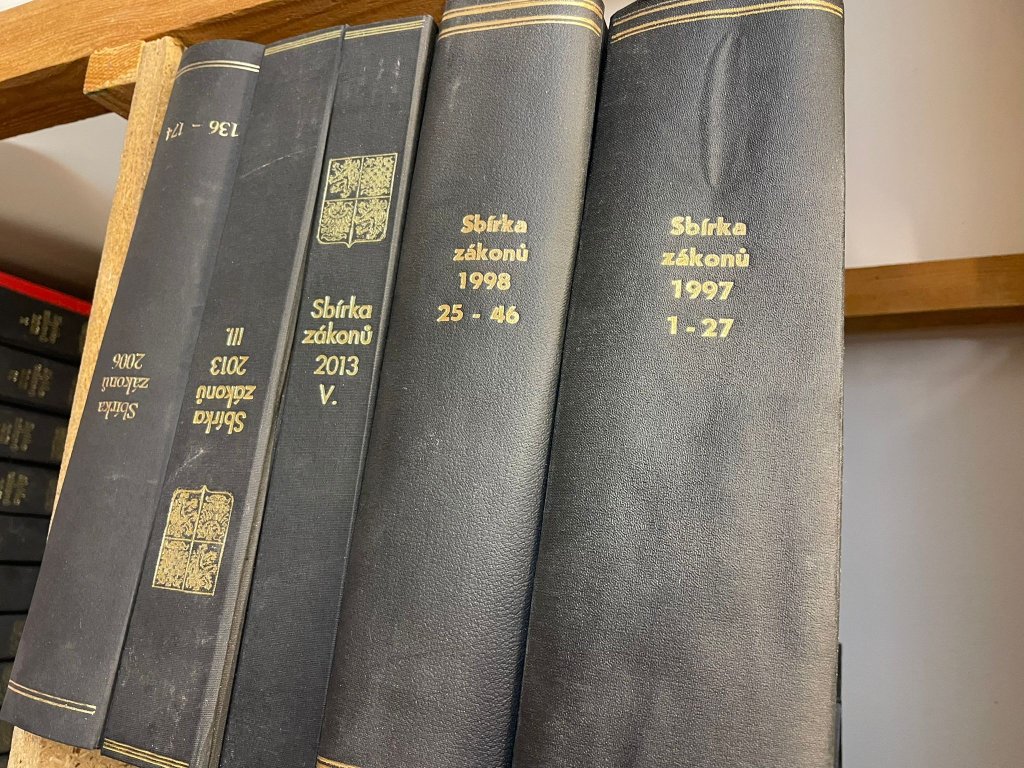 Sbírka
zákonů
2006
136 - 174
Sbírka
zákonů
2013
III.
Sbírka
zákonů
2013
V.
Sbírka
zákonů
1998
25 - 46
Sbírka
zákonů
1997
1 - 27